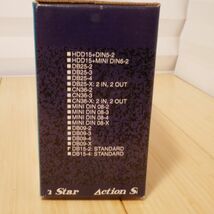 HDD15+DIN5-2
HDD15+MINI DIN6-2
DB25-2
DB25-3
DB25-4
DB25-X: 2 IN, 2 OUT
CN36-2
CN36-3
CN36-X: 2 IN, 2 OUT
MINI DIN 08-2
MINI DIN 08-3
MINI DIN 08-4
MINI DIN 08-X
DB09-2
DB09-3
DB09-4
DB09-X
DB15-2: STANDARD
DB15-4: STANDARD
n Star Action S